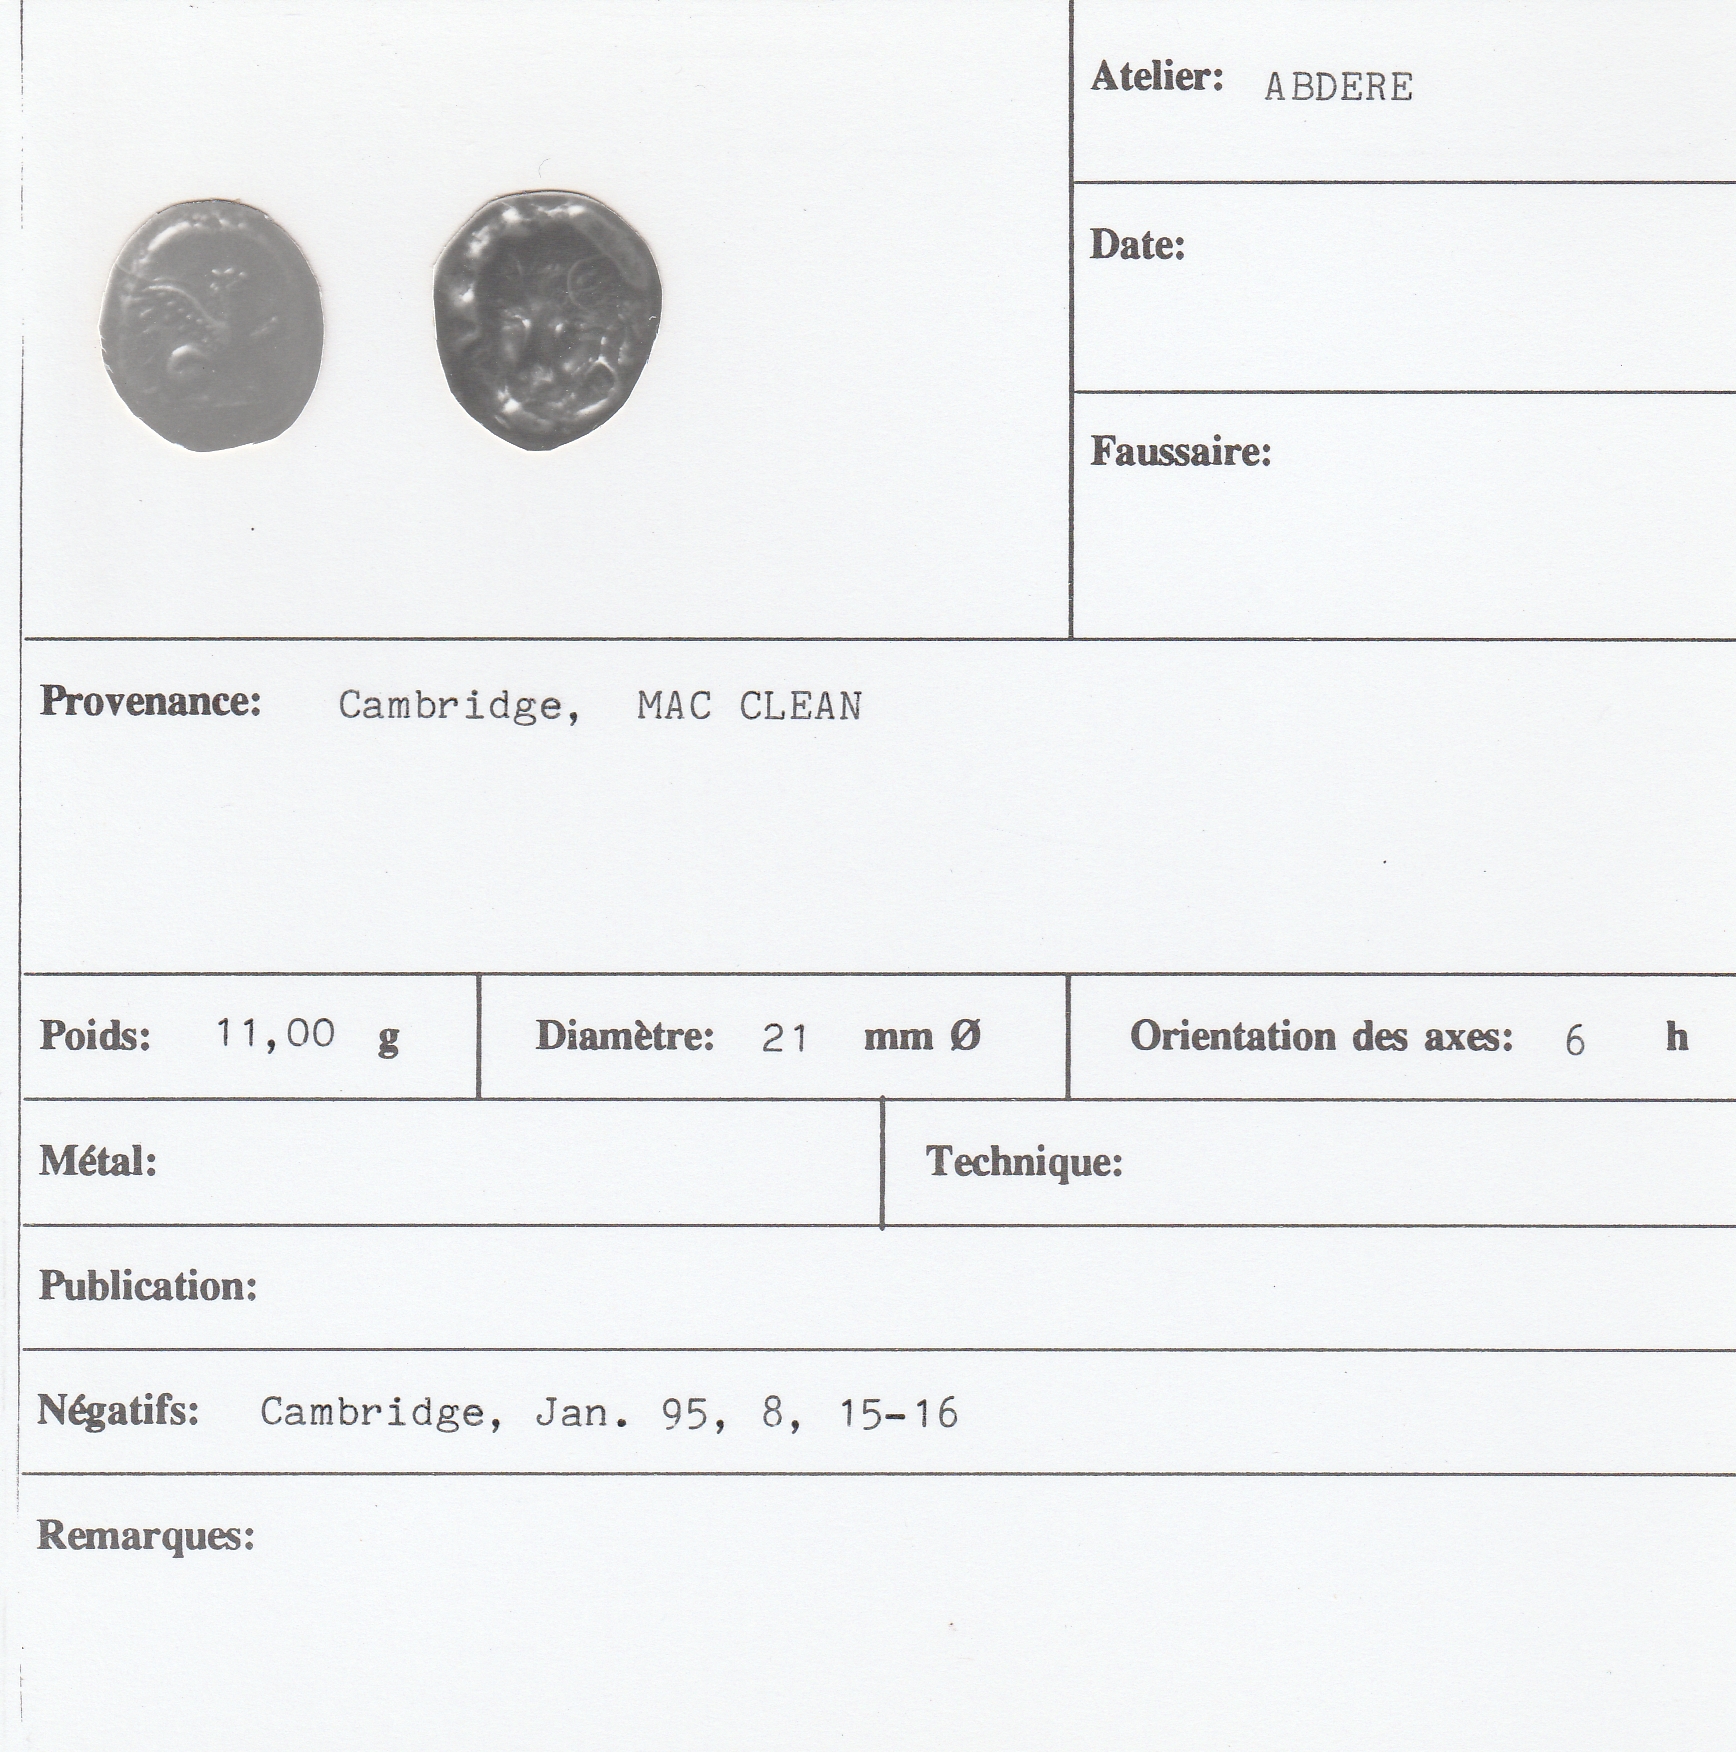 Atelier: ABDERE
Date:
Faussaire:
Provenance: Cambridge, MAC CLEAN
Poids: 11,00 g
Diamètre: 21 mm Ø
Orientation des axes: 6 h
Métal:
Technique:
Publication:
Négatifs: Cambridge, Jan. 95, 8, 15-16
Remarques: